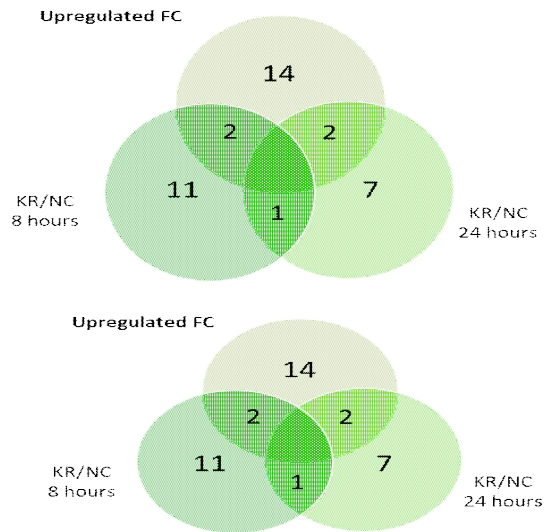 Upregulated FC
14
2
2
11
7
1
KR/NC
8 hours
KR/NC
24 hours
Upregulated FC
14
2
2
11
7
1
KR/NC
8 hours
KR/NC
24 hours